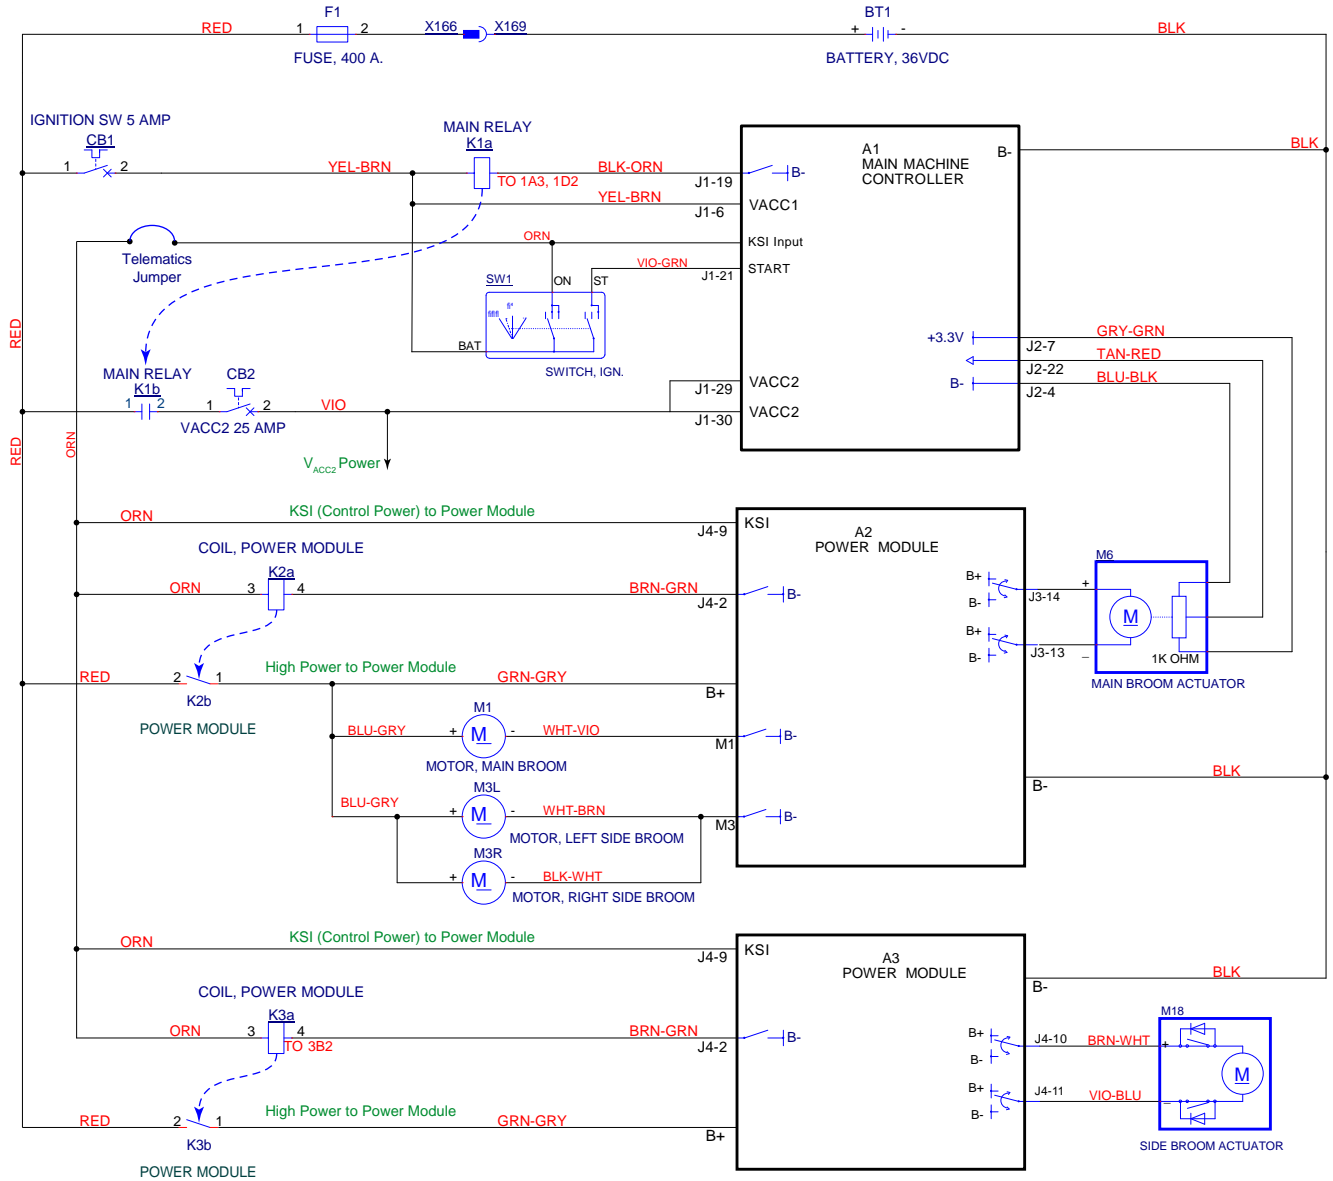 F1
BT1
RED 1 2 X166 X169 + - BLK
FUSE, 400 A.
BATTERY, 36VDC
IGNITION SW 5 AMP
CB1
1 2
MAIN RELAY
K1a
YEL-BRN BLK-ORN
TO 1A3, 1D2
J1-19 B-
A1
MAIN MACHINE
CONTROLLER
B- BLK
YEL-BRN
J1-6 VACC1
ORN KSI Input
Telematics
Jumper
VIO-GRN
J1-21 START
SW1 ON ST
BAT
SWITCH, IGN.
RED
+3.3V J2-7 GRY-GRN
J2-22 TAN-RED
B- J2-4 BLU-BLK
MAIN RELAY
K1b
1 2
CB2
1 2 VIO
VACC2 25 AMP
J1-29 VACC2
J1-30 VACC2
RED
ORN
VACC2 Power
ORN KSI (Control Power) to Power Module
J4-9 KSI
A2
POWER MODULE
COIL, POWER MODULE
K2a
ORN 3 4 BRN-GRN
J4-2 B-
B+
B- J3-14
B+
B- J3-13
M6
+
M
_
1K OHM
MAIN BROOM ACTUATOR
High Power to Power Module
RED 2 1 GRN-GRY
K2b
B+
POWER MODULE
M1
BLU-GRY + M - WHT-VIO
M1 B-
MOTOR, MAIN BROOM
M3L
BLU-GRY + M - WHT-BRN
M3 B-
MOTOR, LEFT SIDE BROOM
M3R
+ M - BLK-WHT
MOTOR, RIGHT SIDE BROOM
BLK
B-
ORN KSI (Control Power) to Power Module
J4-9 KSI
A3
POWER MODULE
BLK
B-
COIL, POWER MODULE
K3a
ORN 3 4 BRN-GRN
TO 3B2
J4-2 B-
B+
B- J4-10 BRN-WHT
B+
B- J4-11 VIO-BLU
M18
+
M
_
SIDE BROOM ACTUATOR
High Power to Power Module
RED 2 1 GRN-GRY
K3b
B+
POWER MODULE